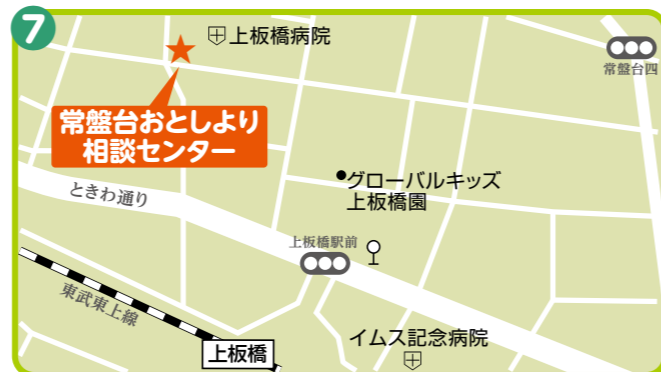 7
上板橋病院
常盤台四
常盤台おとしより
相談センター
グローバルキッズ
上板橋園
ときわ通り
上板橋駅前
東武東上線
上板橋
イムス記念病院